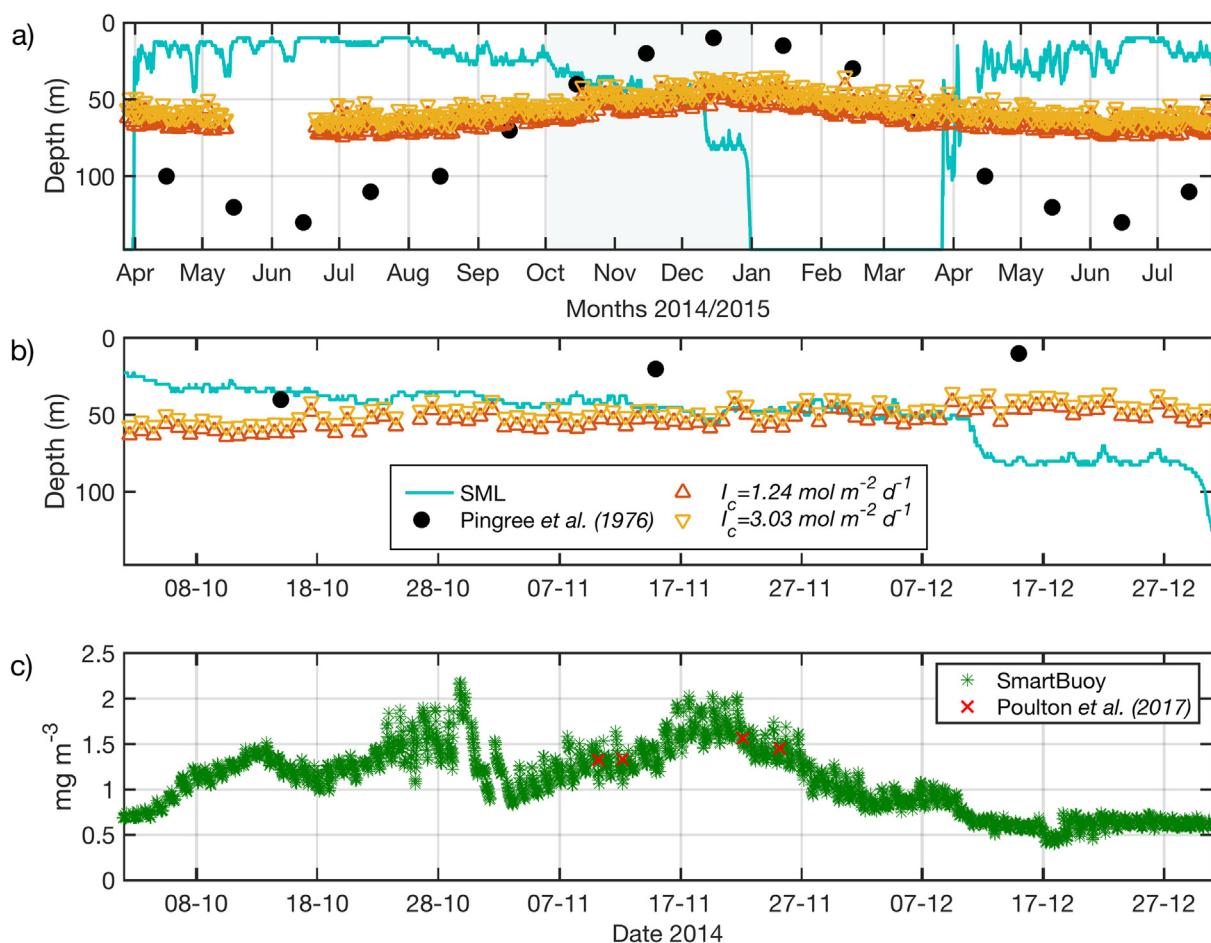 a)
0
50
100
Depth (m)
Apr May Jun Jul Aug Sep Oct Nov Dec Jan Feb Mar Apr May Jun Jul
Months 2014/2015
b)
0
50
100
Depth (m)
SML
Pingree et al. (1976)
I_c=1.24 mol m^-2 d^-1
I_c=3.03 mol m^-2 d^-1
08-10 18-10 28-10 07-11 17-11 27-11 07-12 17-12 27-12
c)
2.5
2
1.5
1
0.5
0
mg m^-3
SmartBuoy
Poulton et al. (2017)
08-10 18-10 28-10 07-11 17-11 27-11 07-12 17-12 27-12
Date 2014